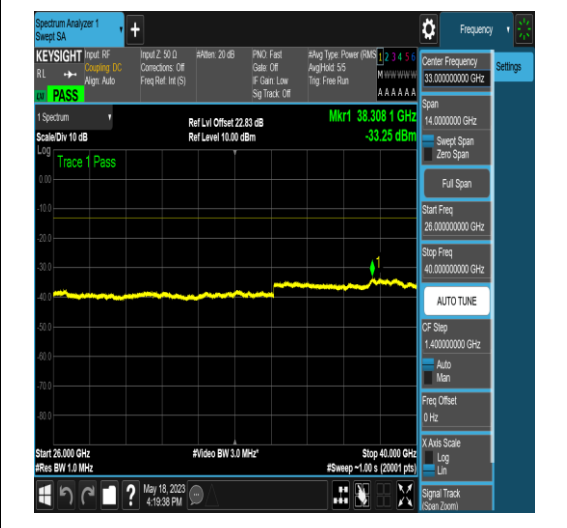 Spectrum Analyzer 1
Swept SA
Frequency
KEYSIGHT Input: RF
RL Coupling: DC
Align: Auto
PASS
Input Z: 50 Ω
Corrections: Off
Freq Ref: Int (S)
#Atten: 20 dB
PNO: Fast
Gate: Off
IF Gain: Low
Sig Track: Off
#Avg Type: Power (RMS
Avg|Hold: 5/5
Trig: Free Run
1 2 3 4 5 6
M W W W W W
A A A A A A
1 Spectrum
Scale/Div 10 dB
Ref Lvl Offset 22.83 dB
Ref Level 10.00 dBm
Mkr1 38.308 1 GHz
-33.25 dBm
Log
Trace 1 Pass
0.00
-10.0
-20.0
-30.0
-40.0
-50.0
-60.0
-70.0
-80.0
1
Start 26.000 GHz
#Res BW 1.0 MHz
#Video BW 3.0 MHz*
Stop 40.000 GHz
#Sweep ~1.00 s (20001 pts)
?
May 18, 2023
4:19:38 PM
Center Frequency
33.000000000 GHz
Span
14.0000000 GHz
Swept Span
Zero Span
Full Span
Start Freq
26.000000000 GHz
Stop Freq
40.000000000 GHz
AUTO TUNE
CF Step
1.400000000 GHz
Auto
Man
Freq Offset
0 Hz
X Axis Scale
Log
Lin
Signal Track
(Span Zoom)
Settings